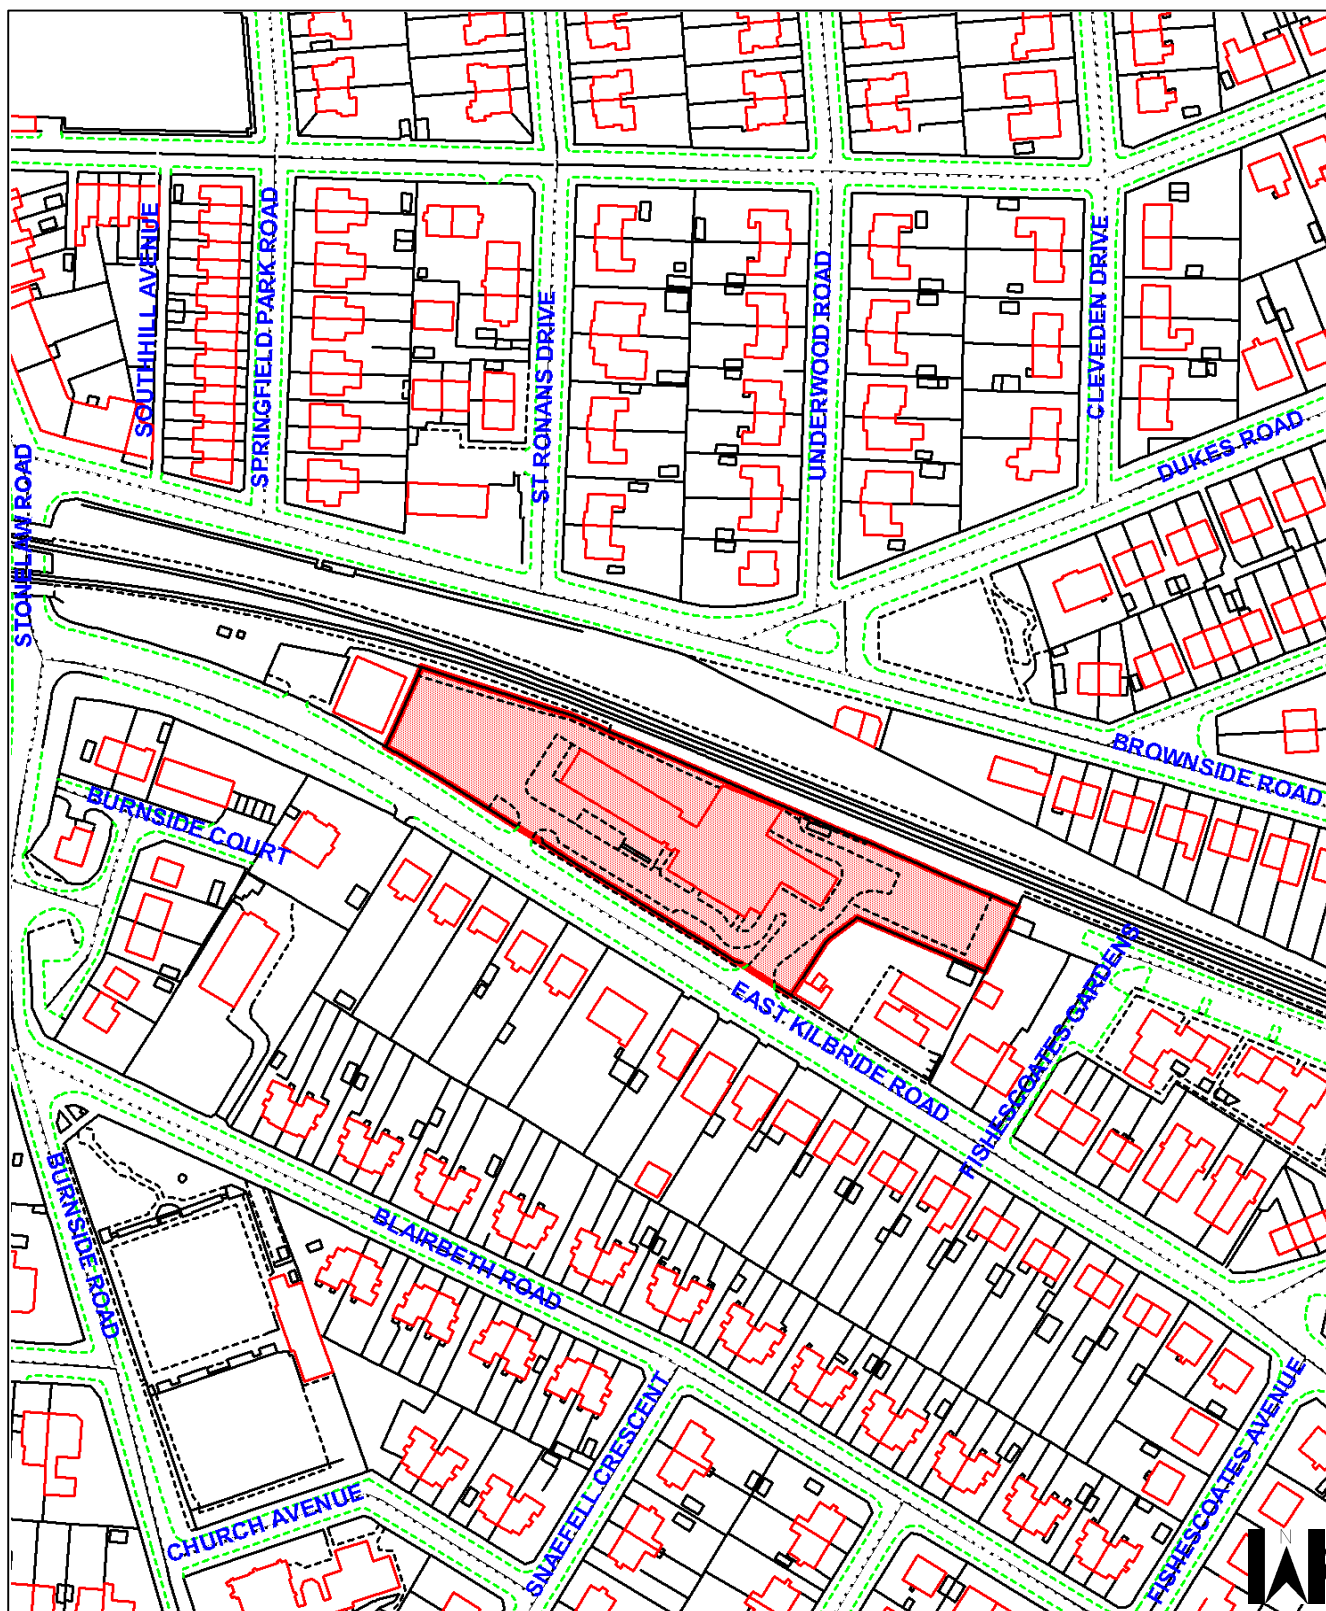 SOUTHHILL AVENUE
SPRINGFIELD PARK ROAD
ST RONANS DRIVE
UNDERWOOD ROAD
CLEVEDEN DRIVE
DUKES ROAD
STONELAW ROAD
BROWNSIDE ROAD
BURNSIDE COURT
EAST KILBRIDE ROAD
FISHESCOATES GARDENS
BURNSIDE ROAD
BLAIRBETH ROAD
SNAEFELL CRESCENT
CHURCH AVENUE
FISHESCOATES AVENUE
N